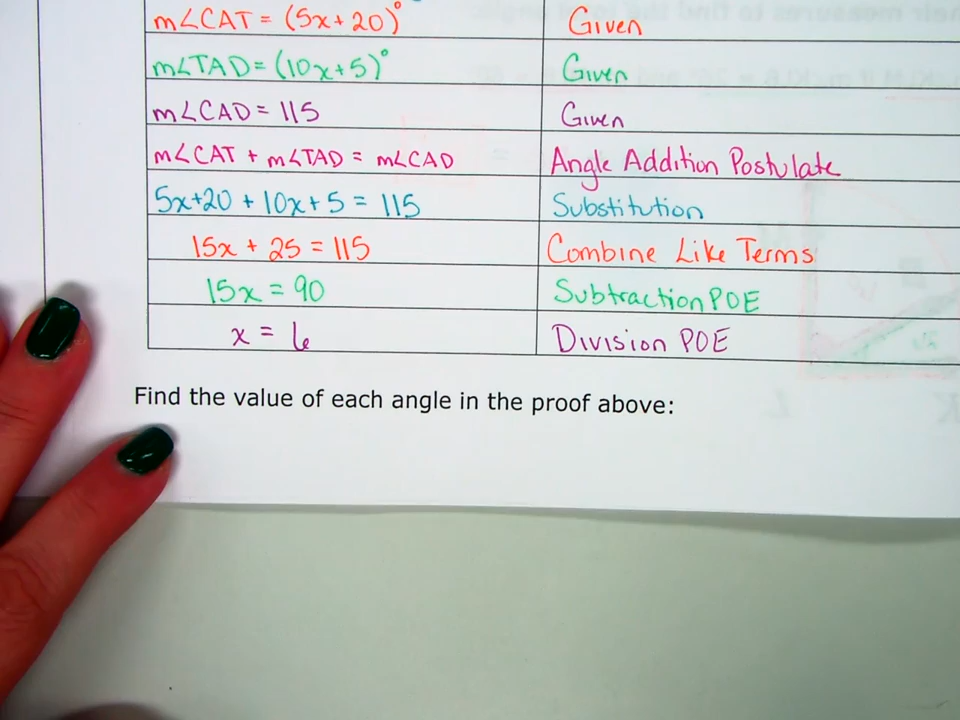 m∠CAT = (5x+20)° Given
m∠TAD = (10x+5)° Given
m∠CAD = 115 Given
m∠CAT + m∠TAD = m∠CAD Angle Addition Postulate
5x+20 + 10x+5 = 115 Substitution
15x + 25 = 115 Combine Like Terms
15x = 90 Subtraction POE
x = 6 Division POE
Find the value of each angle in the proof above: